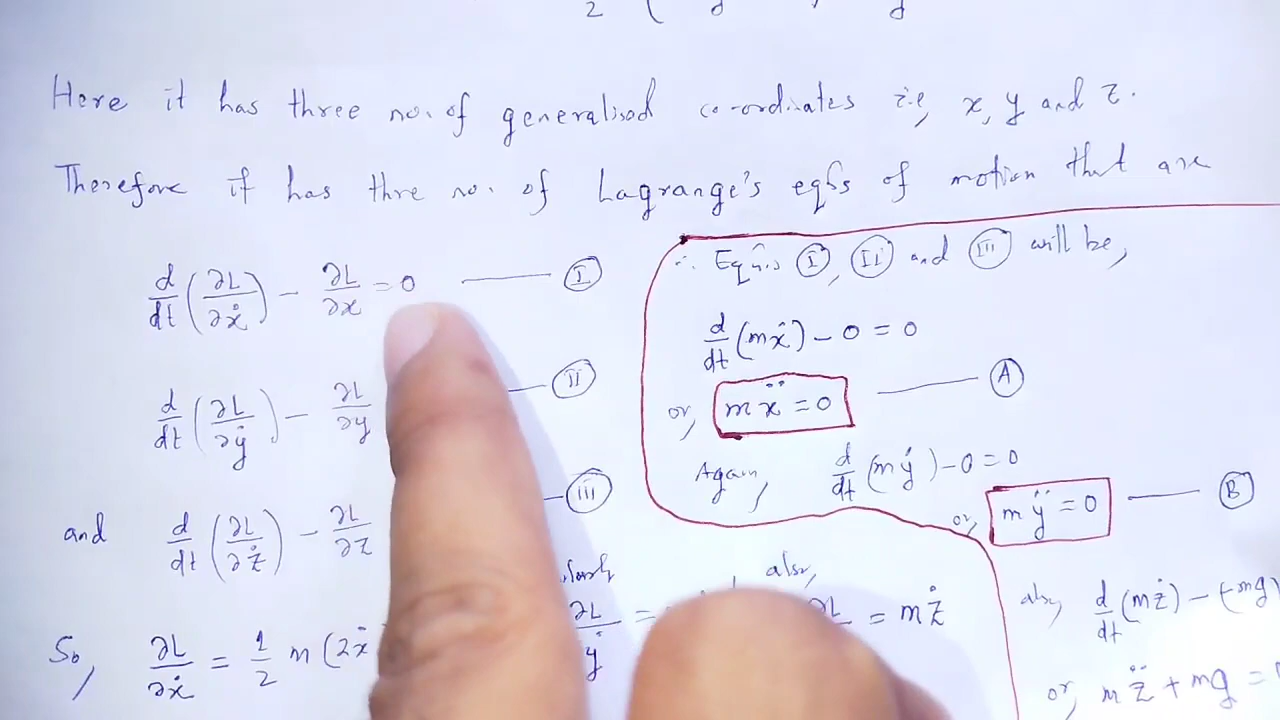 2 (
Here it has three no. of generalised co-ordinates i.e, x, y and z.
Therefore it has thre no. of Lagrange's eqns of motion that are
d/dt (∂L/∂ẋ) − ∂L/∂x = 0 —— (I)
d/dt (∂L/∂ẏ) − ∂L/∂y —— (II)
and d/dt (∂L/∂ż) − ∂L/∂z —— (III)
So, ∂L/∂ẋ = 1/2 m (2ẋ
∂L/ẏ =
also,
∂L = mż
∴ Eqns (I), (II) and (III) will be,
d/dt (mẋ) − 0 = 0
or, mẍ = 0 —— (A)
Again, d/dt (mẏ) − 0 = 0
or, mÿ = 0 —— (B)
also, d/dt (mż) − (−mg)
or, mz̈ + mg =